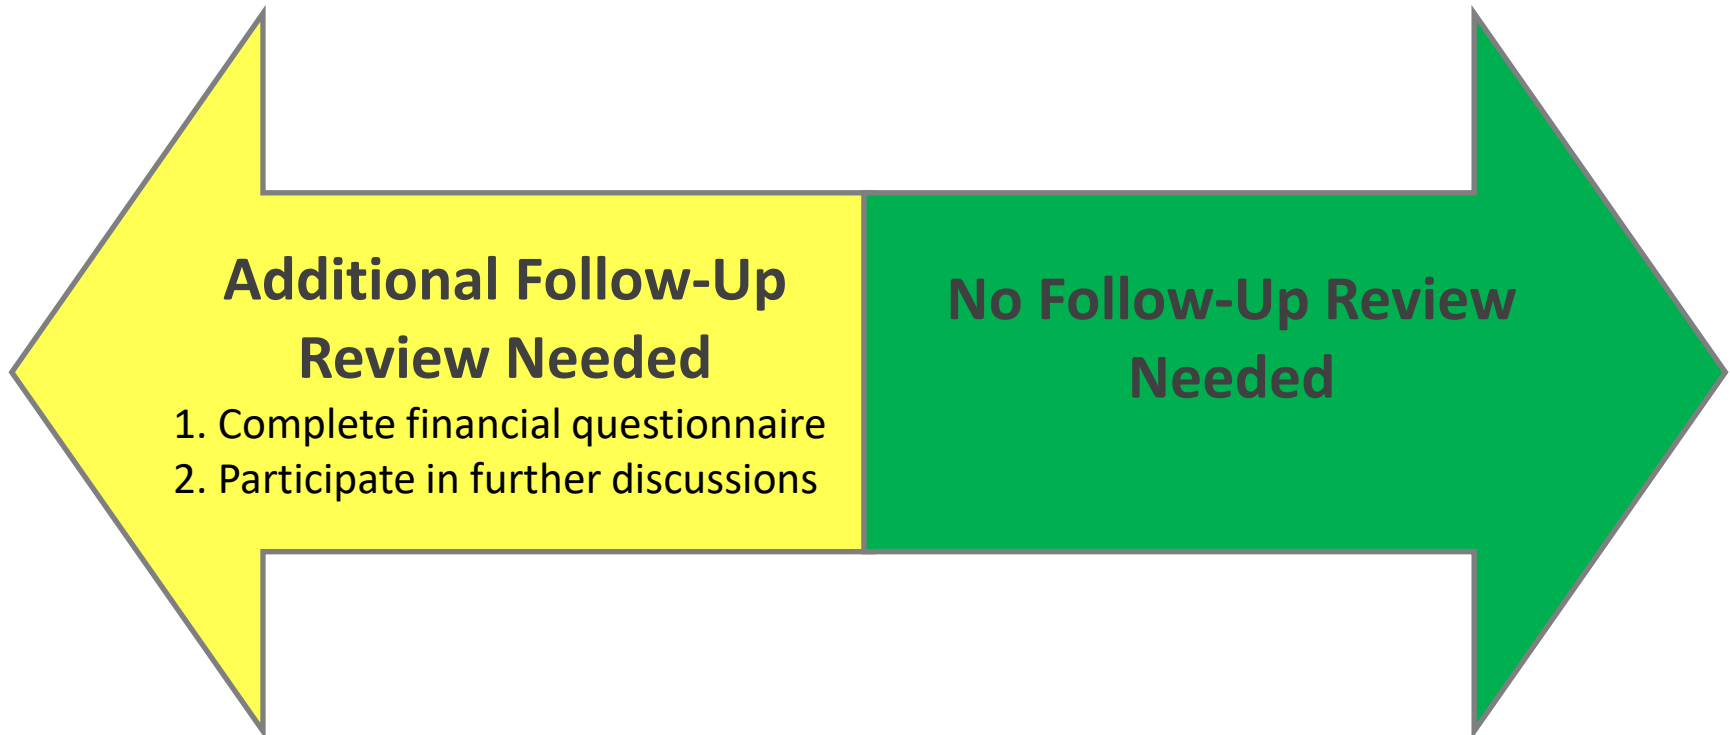 Additional Follow-Up
Review Needed
1. Complete financial questionnaire
2. Participate in further discussions
No Follow-Up Review
Needed